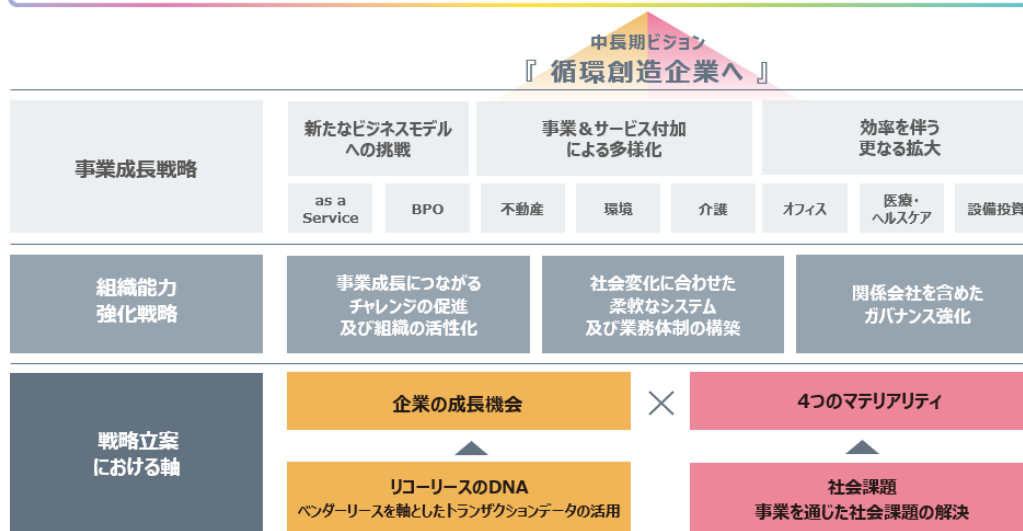 中長期ビジョン
『 循環創造企業へ 』
事業成長戦略
新たなビジネスモデル
への挑戦
事業&サービス付加
による多様化
効率を伴う
更なる拡大
as a
Service
BPO
不動産
環境
介護
オフィス
医療・
ヘルスケア
設備投資
組織能力
強化戦略
事業成長につながる
チャレンジの促進
及び組織の活性化
社会変化に合わせた
柔軟なシステム
及び業務体制の構築
関係会社を含めた
ガバナンス強化
戦略立案
における軸
企業の成長機会
×
4つのマテリアリティ
リコーリースのDNA
ベンダーリースを軸としたトランザクションデータの活用
社会課題
事業を通じた社会課題の解決